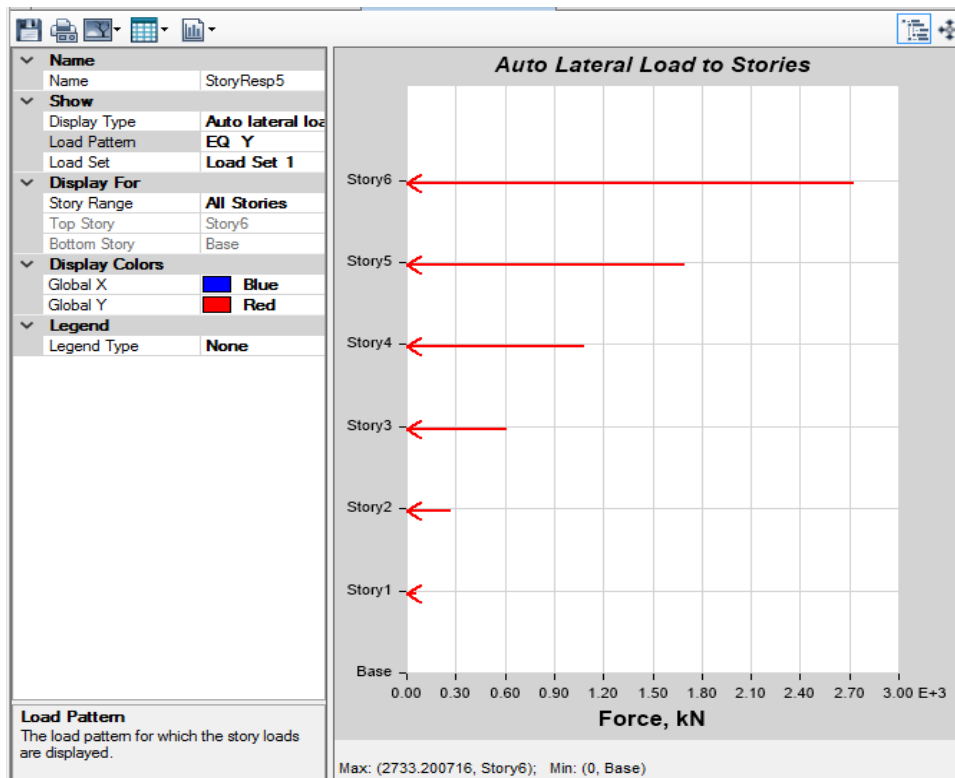 Name
Name StoryResp5
Show
Display Type Auto lateral loa
Load Pattern EQ Y
Load Set Load Set 1
Display For
Story Range All Stories
Top Story Story6
Bottom Story Base
Display Colors
Global X Blue
Global Y Red
Legend
Legend Type None
Load Pattern
The load pattern for which the story loads
are displayed.
Auto Lateral Load to Stories
Story6
Story5
Story4
Story3
Story2
Story1
Base
0.00 0.30 0.60 0.90 1.20 1.50 1.80 2.10 2.40 2.70 3.00 E+3
Force, kN
Max: (2733.200716, Story6); Min: (0, Base)